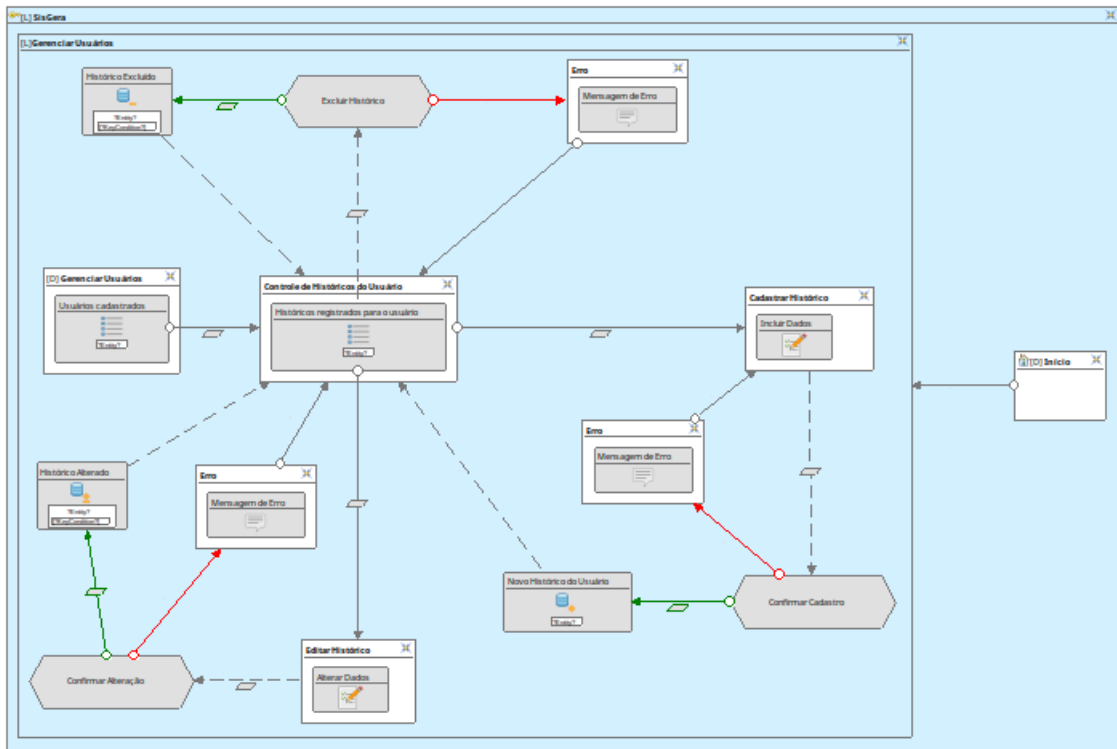 [L] SisGera
[L] Gerenciar Usuários
Histórico Excluído
?Entity?
[?KeyCondition?]
Excluir Histórico
Erro
Mensagem de Erro
[D] Gerenciar Usuários
Usuários cadastrados
?Entity?
Controle de Históricos do Usuário
Históricos registrados para o usuário
?Entity?
Cadastrar Histórico
Incluir Dados
[D] Início
Erro
Mensagem de Erro
Histórico Alterado
?Entity?
[?KeyCondition?]
Erro
Mensagem de Erro
Novo Histórico do Usuário
?Entity?
Confirmar Cadastro
Editar Histórico
Alterar Dados
Confirmar Alteração